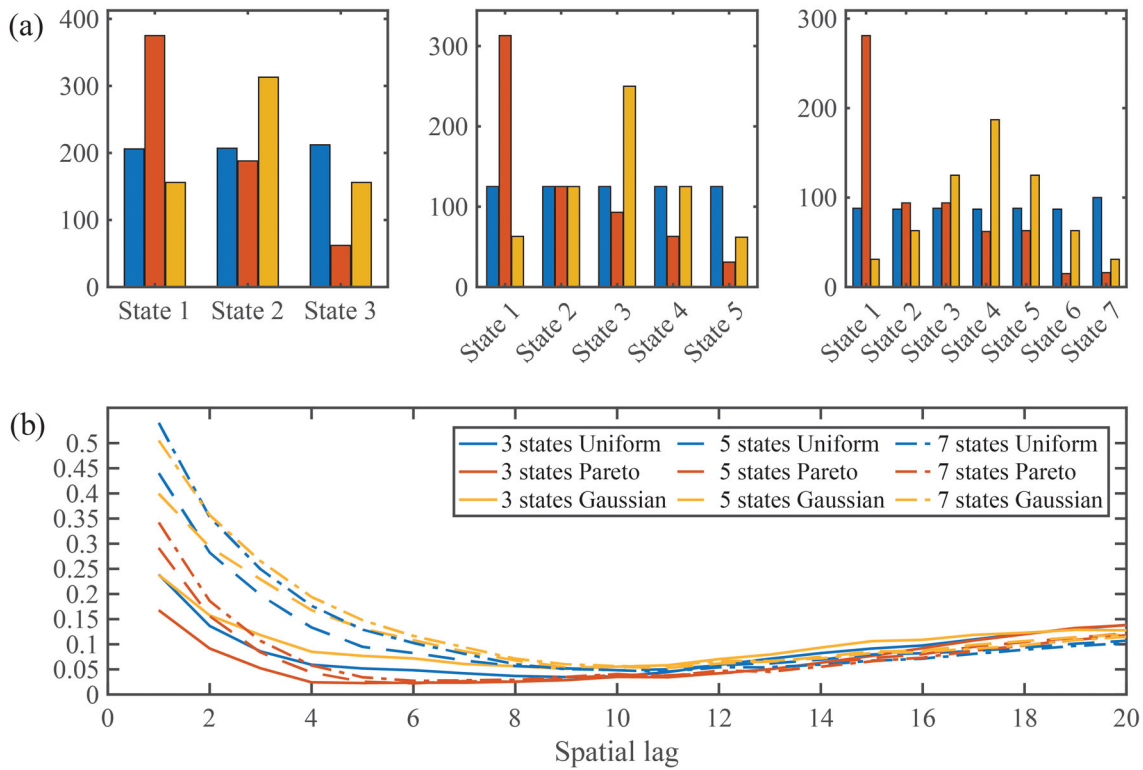 (a)
400
300
200
100
0
State 1 State 2 State 3
300
200
100
0
State 1 State 2 State 3 State 4 State 5
300
200
100
0
State 1 State 2 State 3 State 4 State 5 State 6 State 7
(b)
0.5
0.45
0.4
0.35
0.3
0.25
0.2
0.15
0.1
0.05
0
3 states Uniform 5 states Uniform 7 states Uniform
3 states Pareto 5 states Pareto 7 states Pareto
3 states Gaussian 5 states Gaussian 7 states Gaussian
0 2 4 6 8 10 12 14 16 18 20
Spatial lag